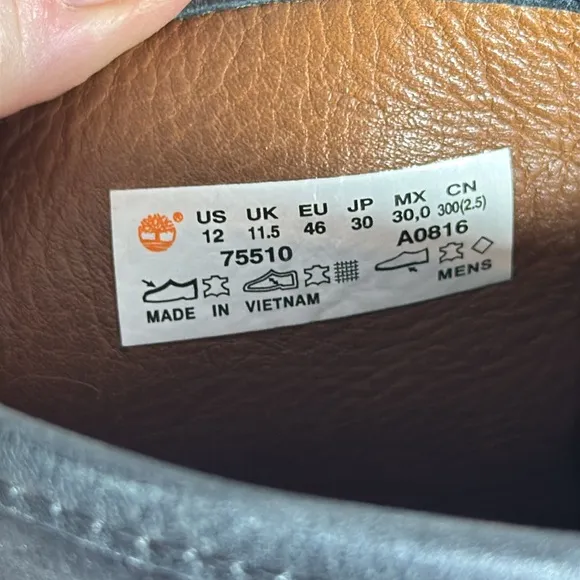 ® US UK EU JP MX CN
12 11.5 46 30 30,0 300(2.5)
75510 A0816
MENS
MADE IN VIETNAM